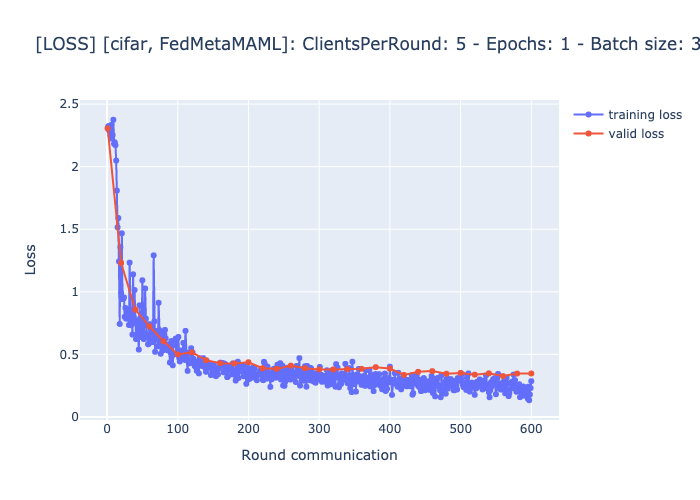 [LOSS] [cifar, FedMetaMAML]: ClientsPerRound: 5 - Epochs: 1 - Batch size: 3
2.5
2
1.5
1
0.5
0
Loss
0 100 200 300 400 500 600
Round communication
training loss
valid loss